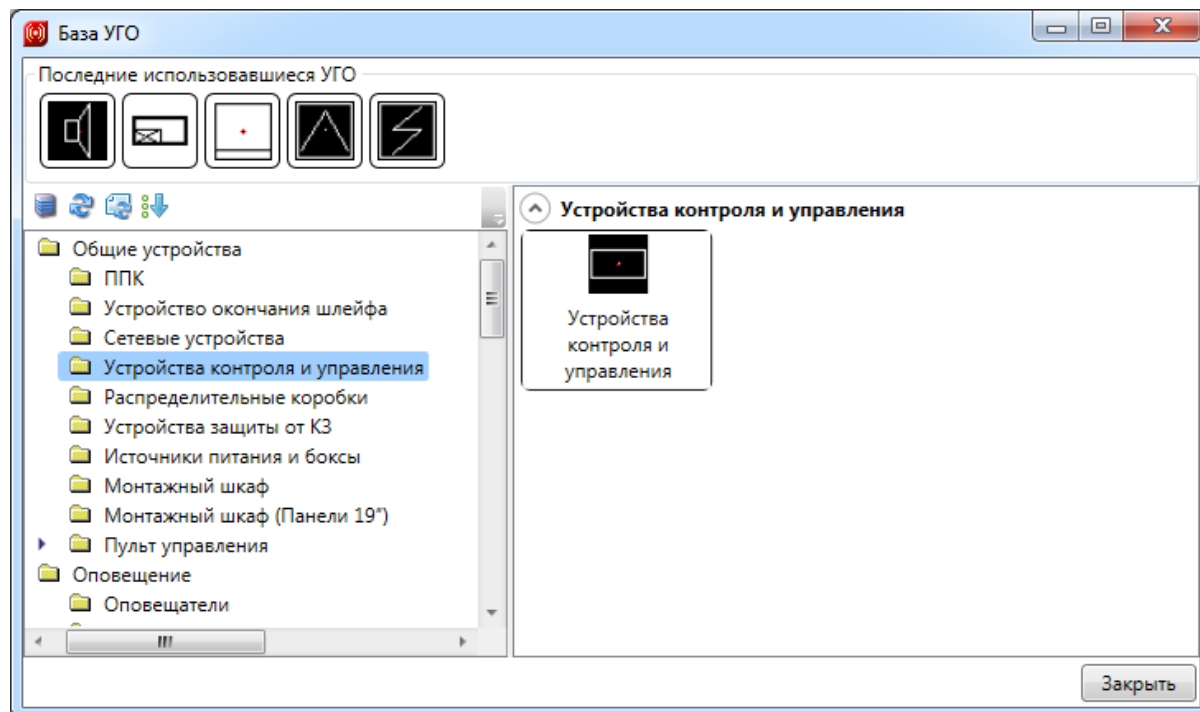 База УГО
Последние использовавшиеся УГО
Общие устройства
ППК
Устройство окончания шлейфа
Сетевые устройства
Устройства контроля и управления
Распределительные коробки
Устройства защиты от КЗ
Источники питания и боксы
Монтажный шкаф
Монтажный шкаф (Панели 19")
Пульт управления
Оповещение
Оповещатели
Устройства контроля и управления
Устройства
контроля и
управления
Закрыть